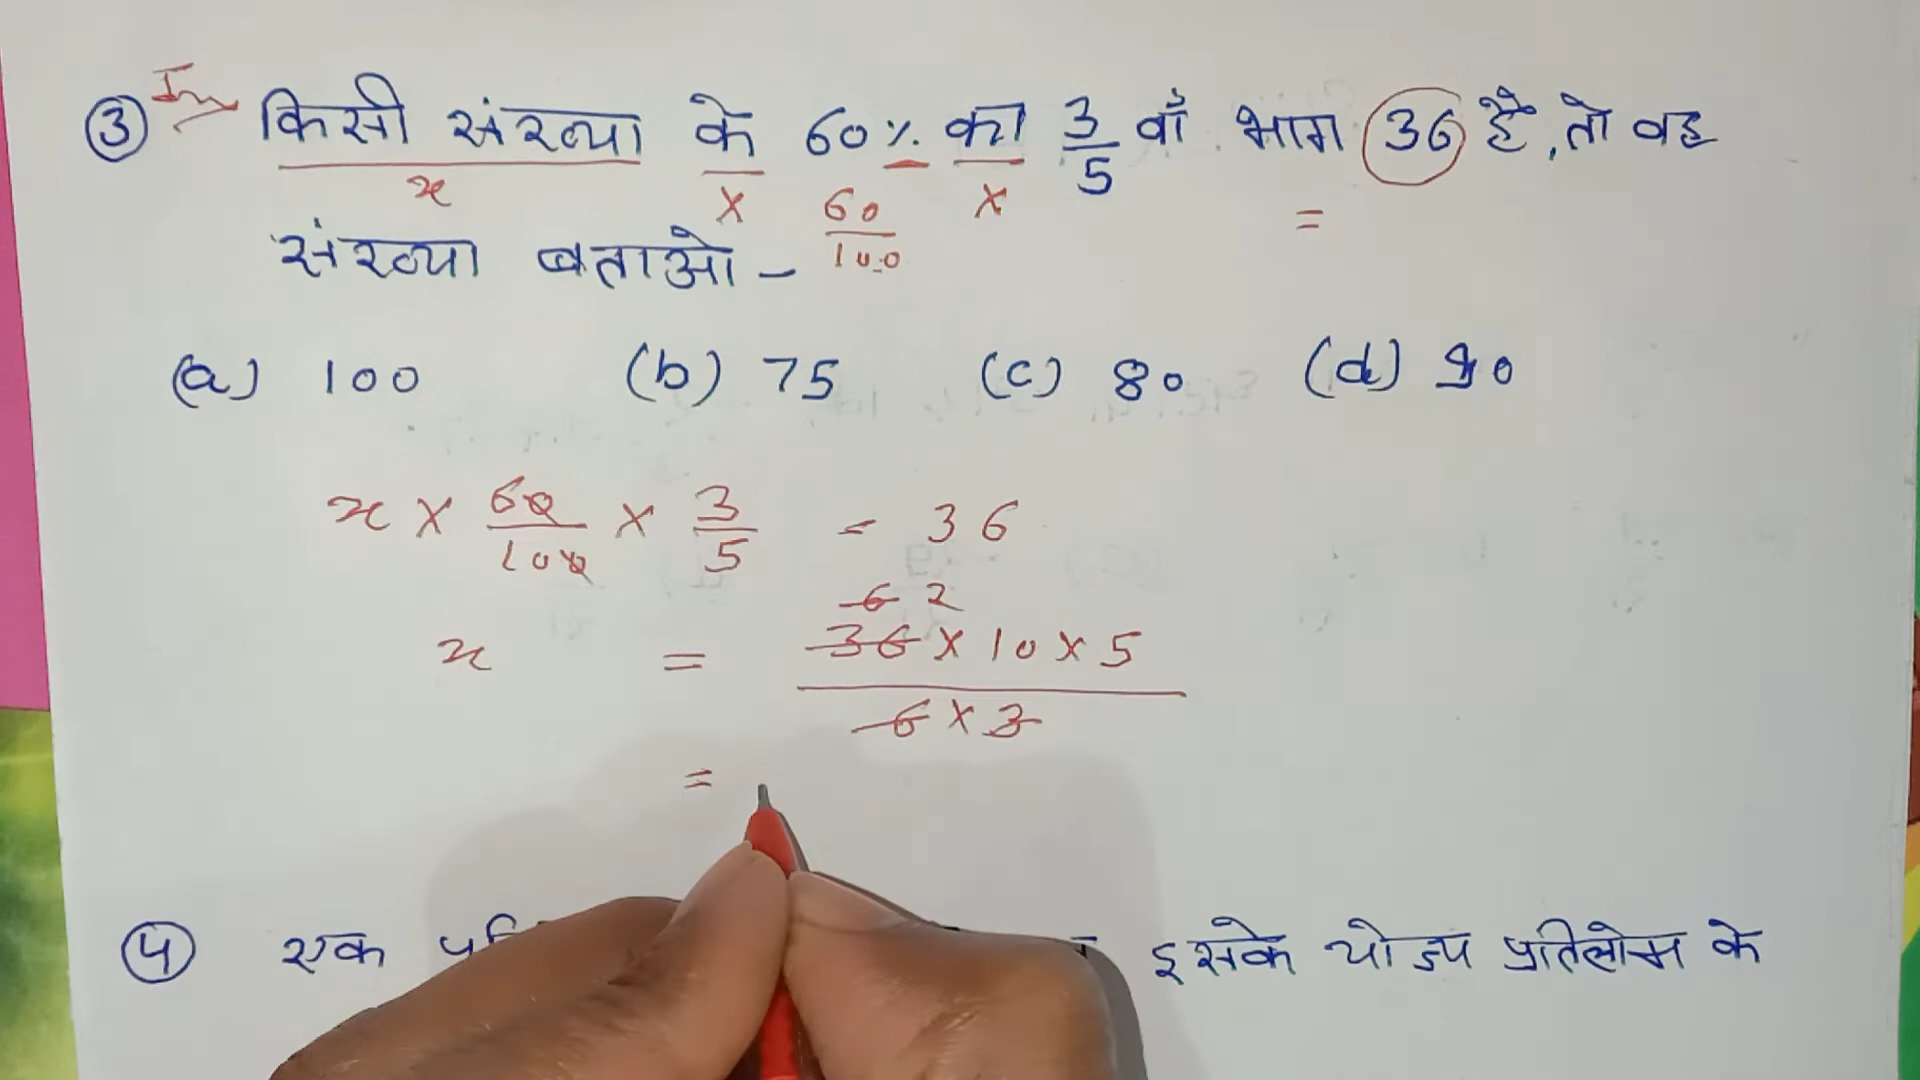 ③ Imp किसी संख्या के 60% का 3/5 वाँ भाग 36 है, तो वह
x × 60/100 × =
संख्या बताओ –
(a) 100 (b) 75 (c) 80 (d) 90
x × 60/100 × 3/5 = 36
6 2
x = 36 × 10 × 5 / 6 × 3
=
④ एक इसके योज्य प्रतिलोम के